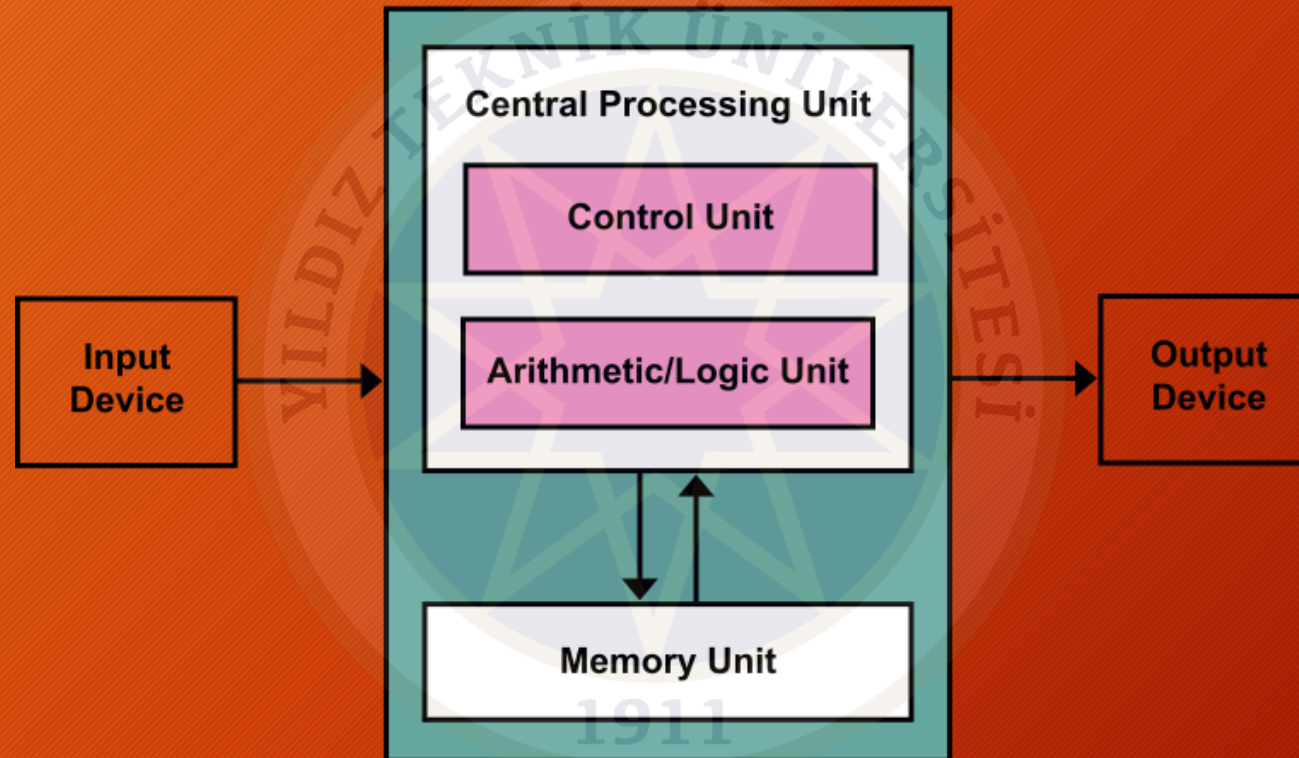 YILDIZ TEKNİK ÜNİVERSİTESİ
Central Processing Unit
Control Unit
Arithmetic/Logic Unit
Input
Device
Output
Device
Memory Unit
1911